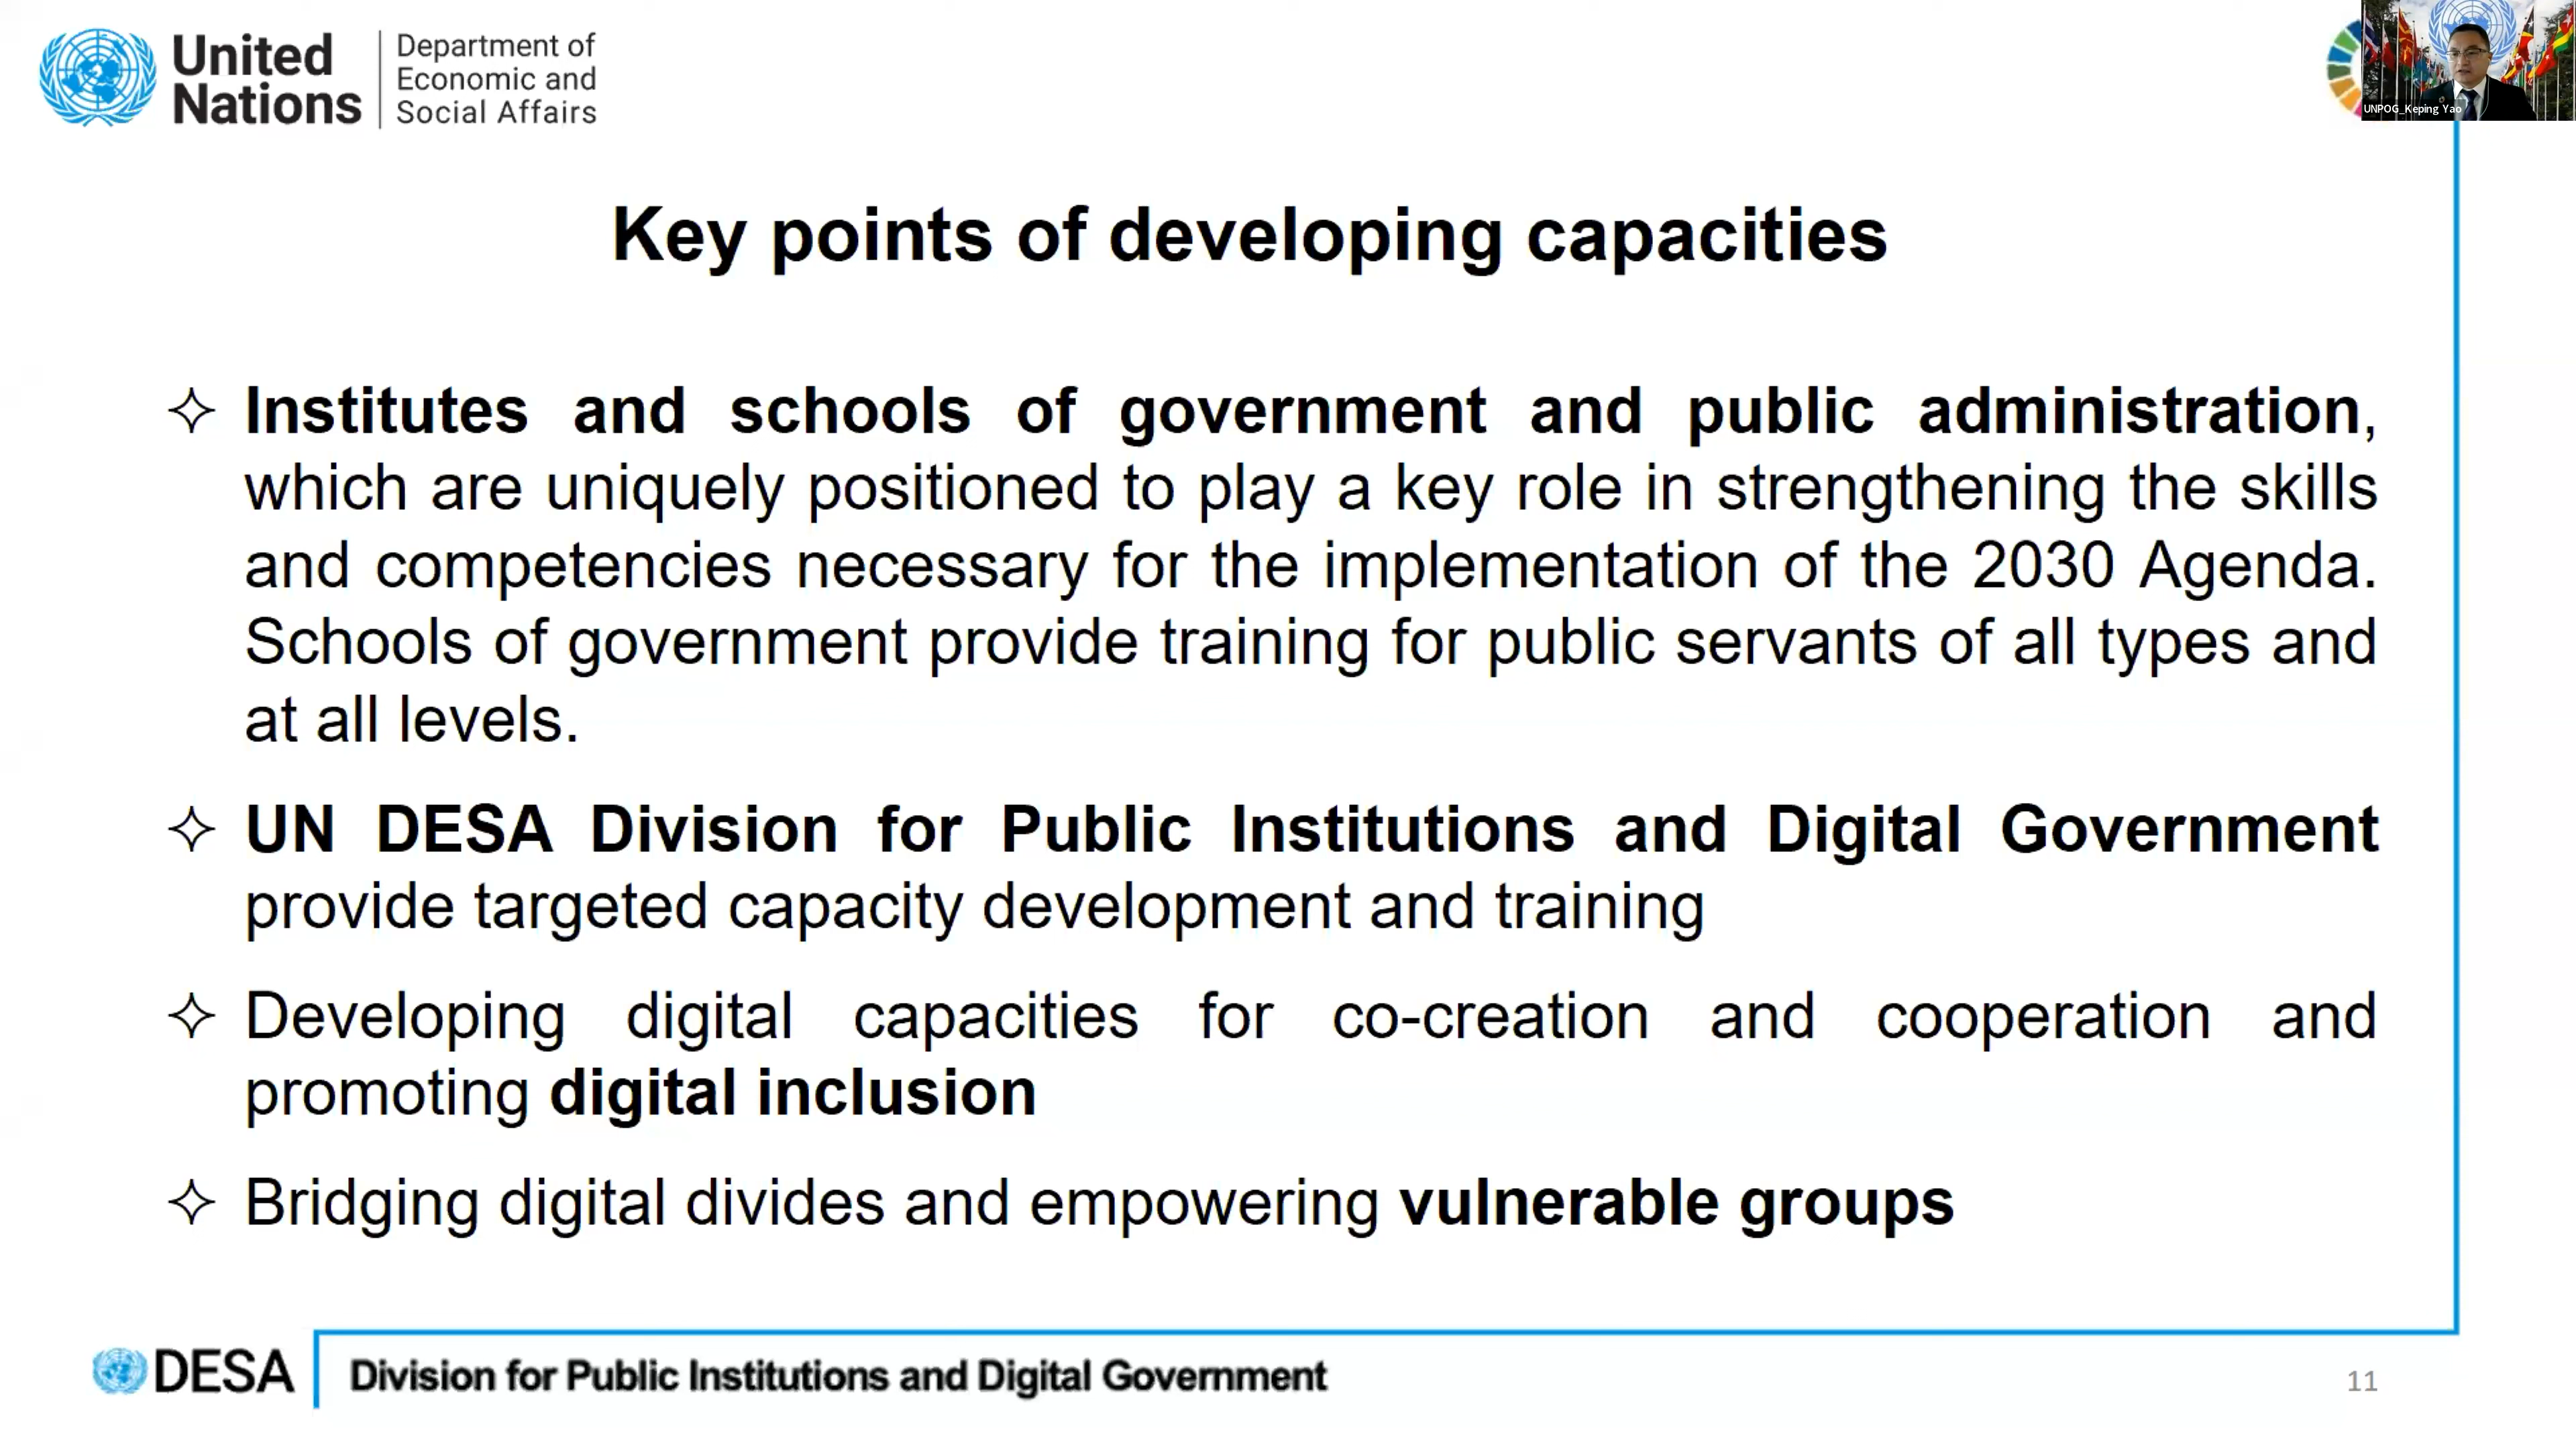 United Nations
Department of
Economic and
Social Affairs
UNPOG_Keping Yao
Key points of developing capacities
✧ Institutes and schools of government and public administration,
which are uniquely positioned to play a key role in strengthening the skills
and competencies necessary for the implementation of the 2030 Agenda.
Schools of government provide training for public servants of all types and
at all levels.
✧ UN DESA Division for Public Institutions and Digital Government
provide targeted capacity development and training
✧ Developing digital capacities for co-creation and cooperation and
promoting digital inclusion
✧ Bridging digital divides and empowering vulnerable groups
DESA
Division for Public Institutions and Digital Government
11